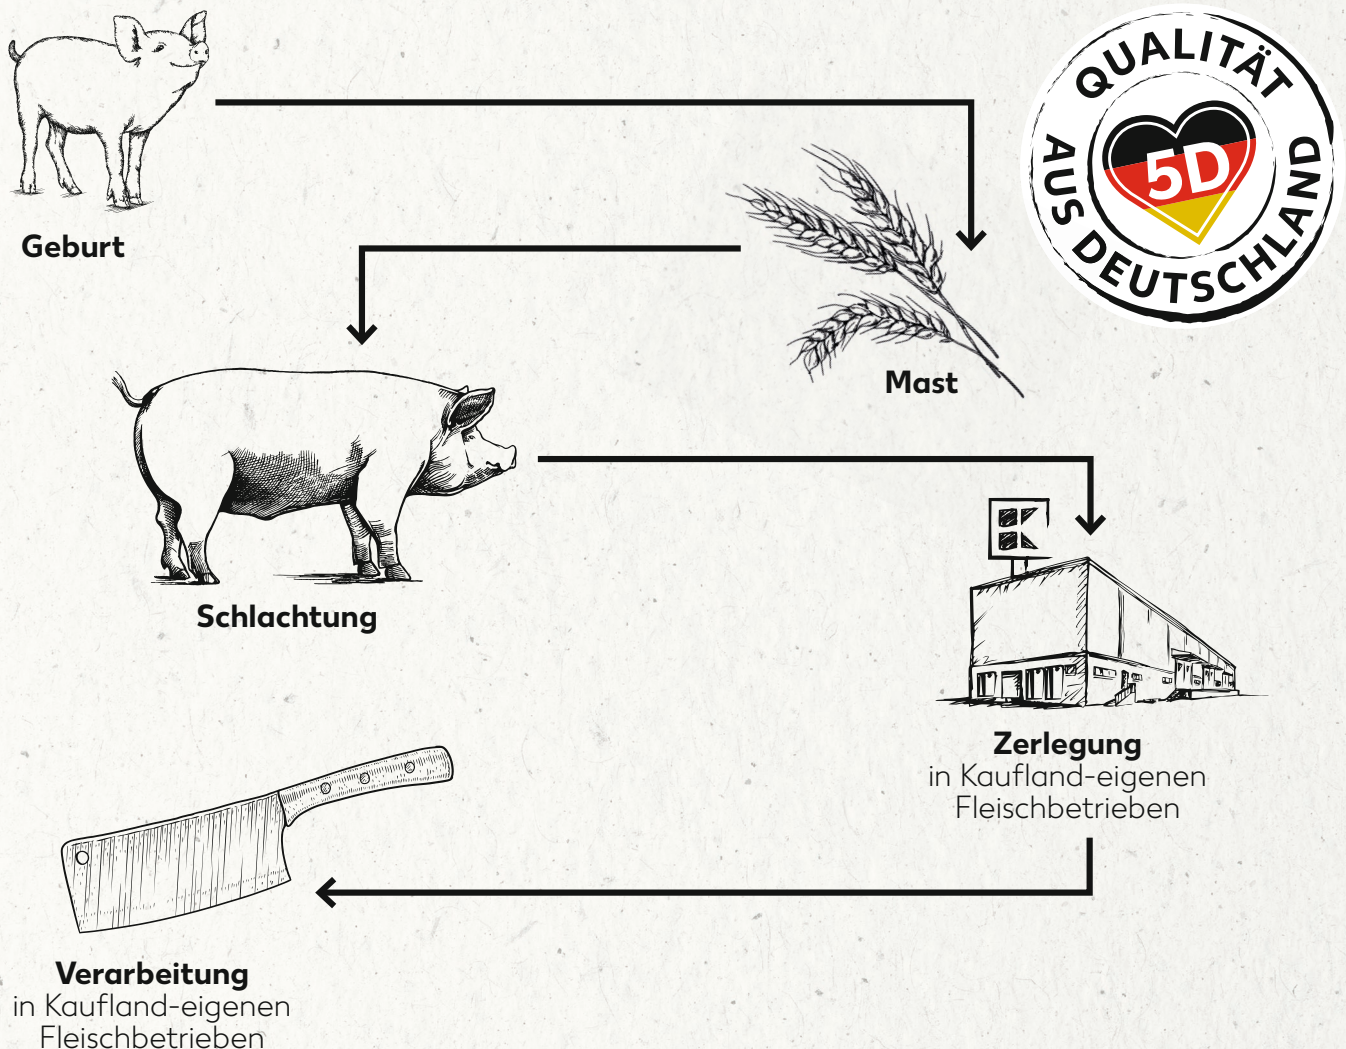 QUALITÄT
AUS DEUTSCHLAND
5D
Geburt
Mast
Schlachtung
Zerlegung
in Kaufland-eigenen
Fleischbetrieben
Verarbeitung
in Kaufland-eigenen
Fleischbetrieben